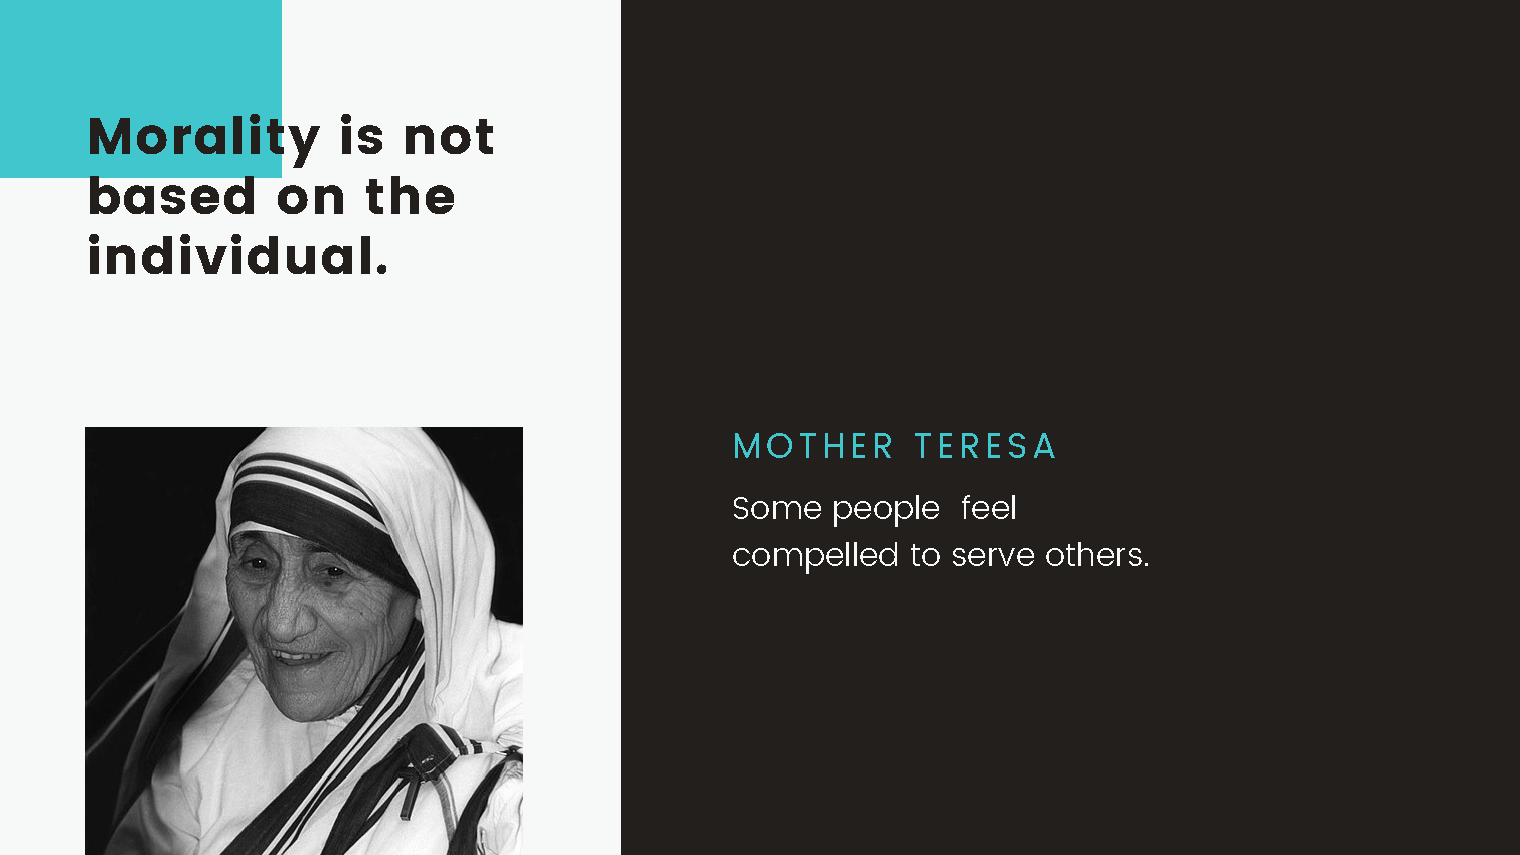 Morality is not
based on the
individual.
MOTHER TERESA
Some people  feel
compelled to serve others.